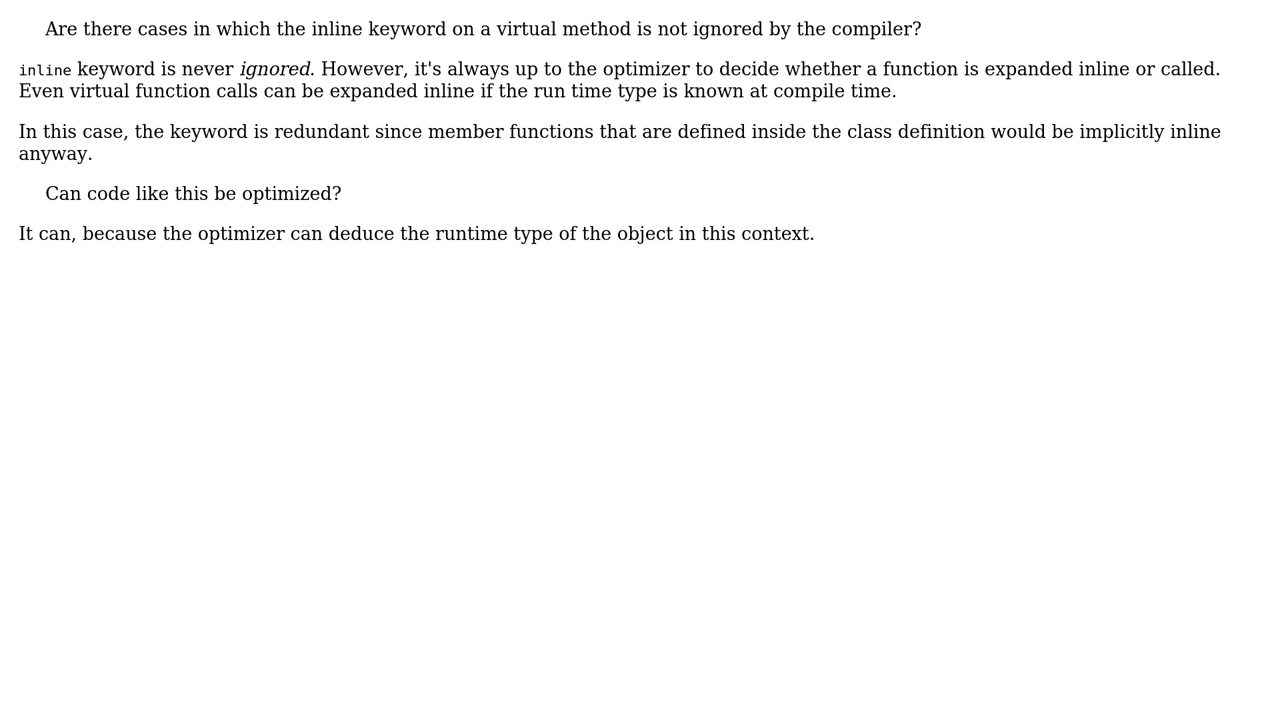 Are there cases in which the inline keyword on a virtual method is not ignored by the compiler?
inline keyword is never ignored. However, it's always up to the optimizer to decide whether a function is expanded inline or called.
Even virtual function calls can be expanded inline if the run time type is known at compile time.
In this case, the keyword is redundant since member functions that are defined inside the class definition would be implicitly inline
anyway.
Can code like this be optimized?
It can, because the optimizer can deduce the runtime type of the object in this context.